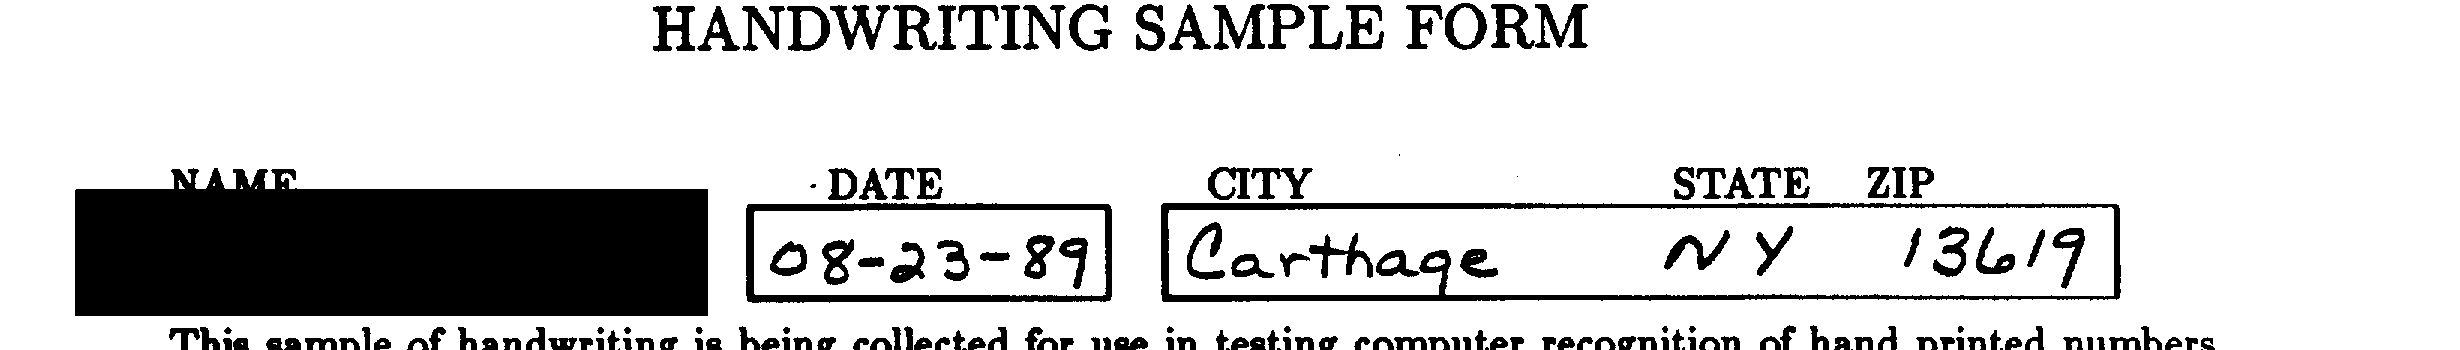 HANDWRITING SAMPLE FORM
NAME DATE CITY STATE ZIP
08-23-89 Carthage NY 13619
This sample of handwriting is being collected for use in testing computer recognition of hand printed numbers